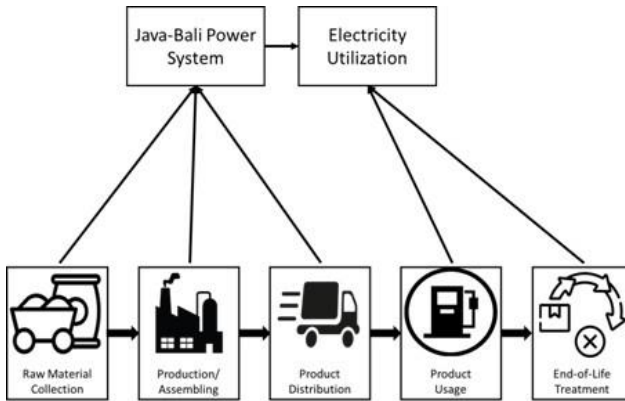 Java-Bali Power
System
Electricity
Utilization
Raw Material
Collection
Production/
Assembling
Product
Distribution
Product
Usage
End-of-Life
Treatment